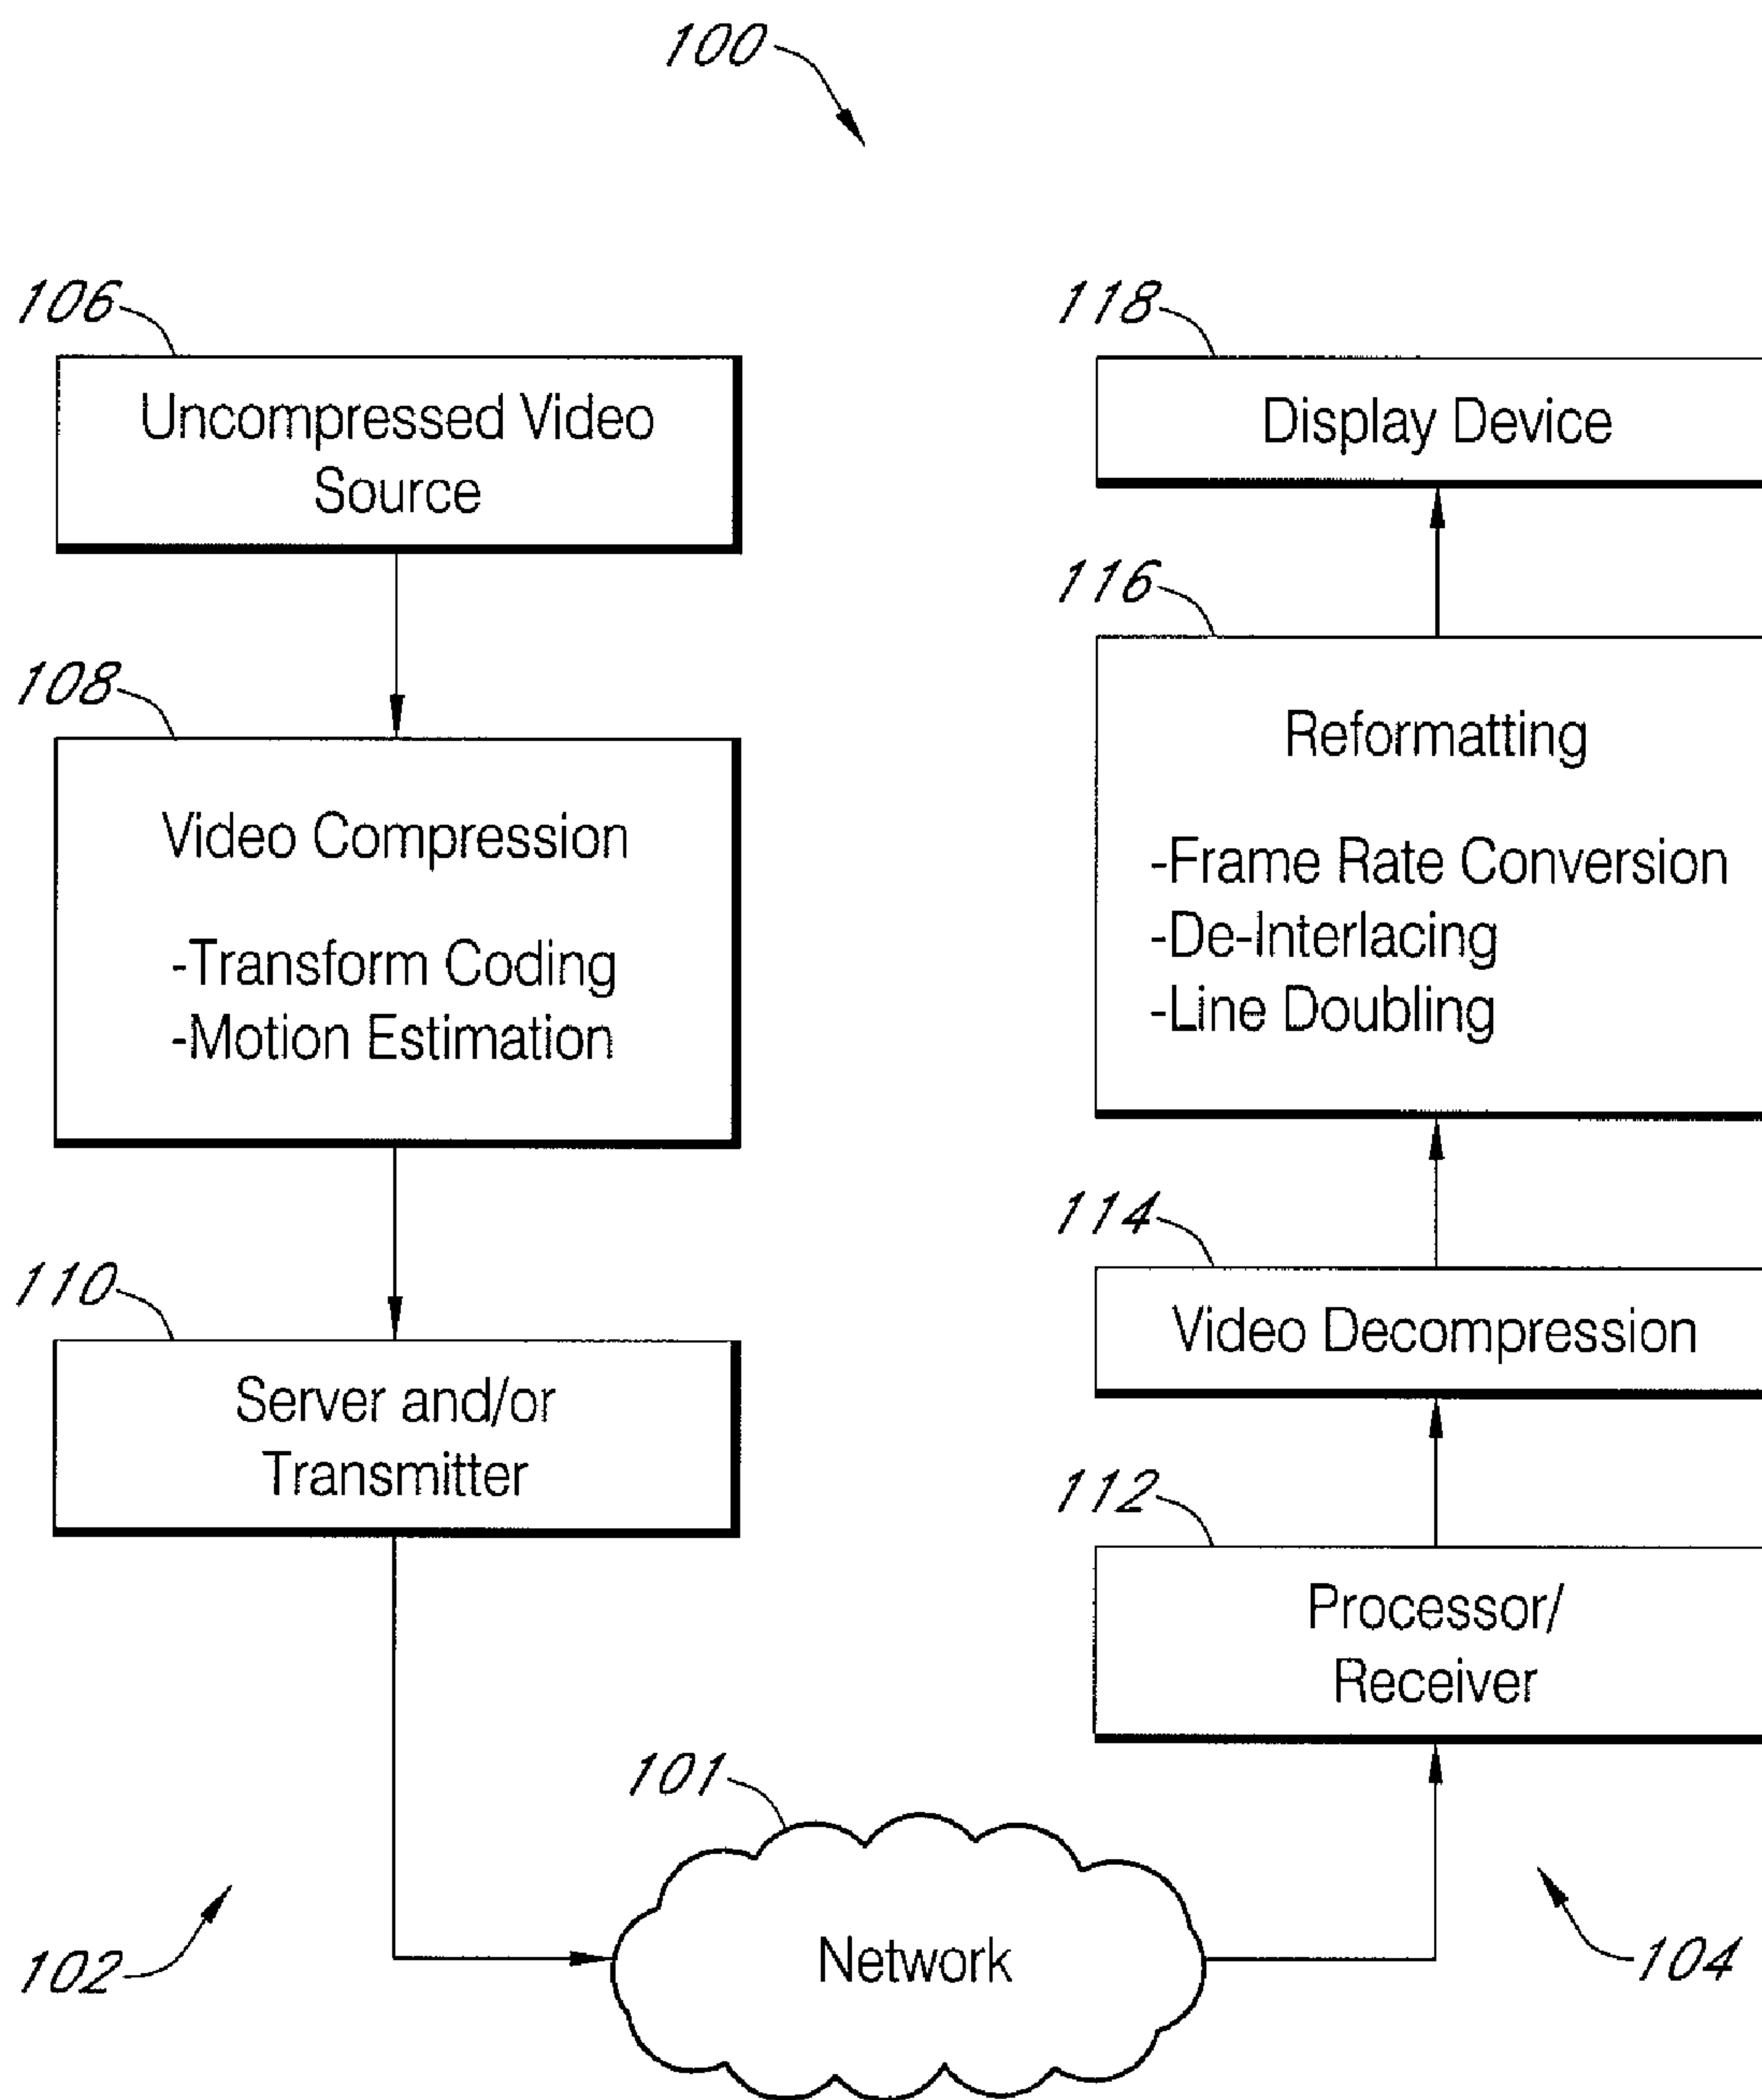 100
106
Uncompressed Video
Source
108
Video Compression
-Transform Coding
-Motion Estimation
110
Server and/or
Transmitter
102
101
Network
118
Display Device
116
Reformatting
-Frame Rate Conversion
-De-Interlacing
-Line Doubling
114
Video Decompression
112
Processor/
Receiver
104